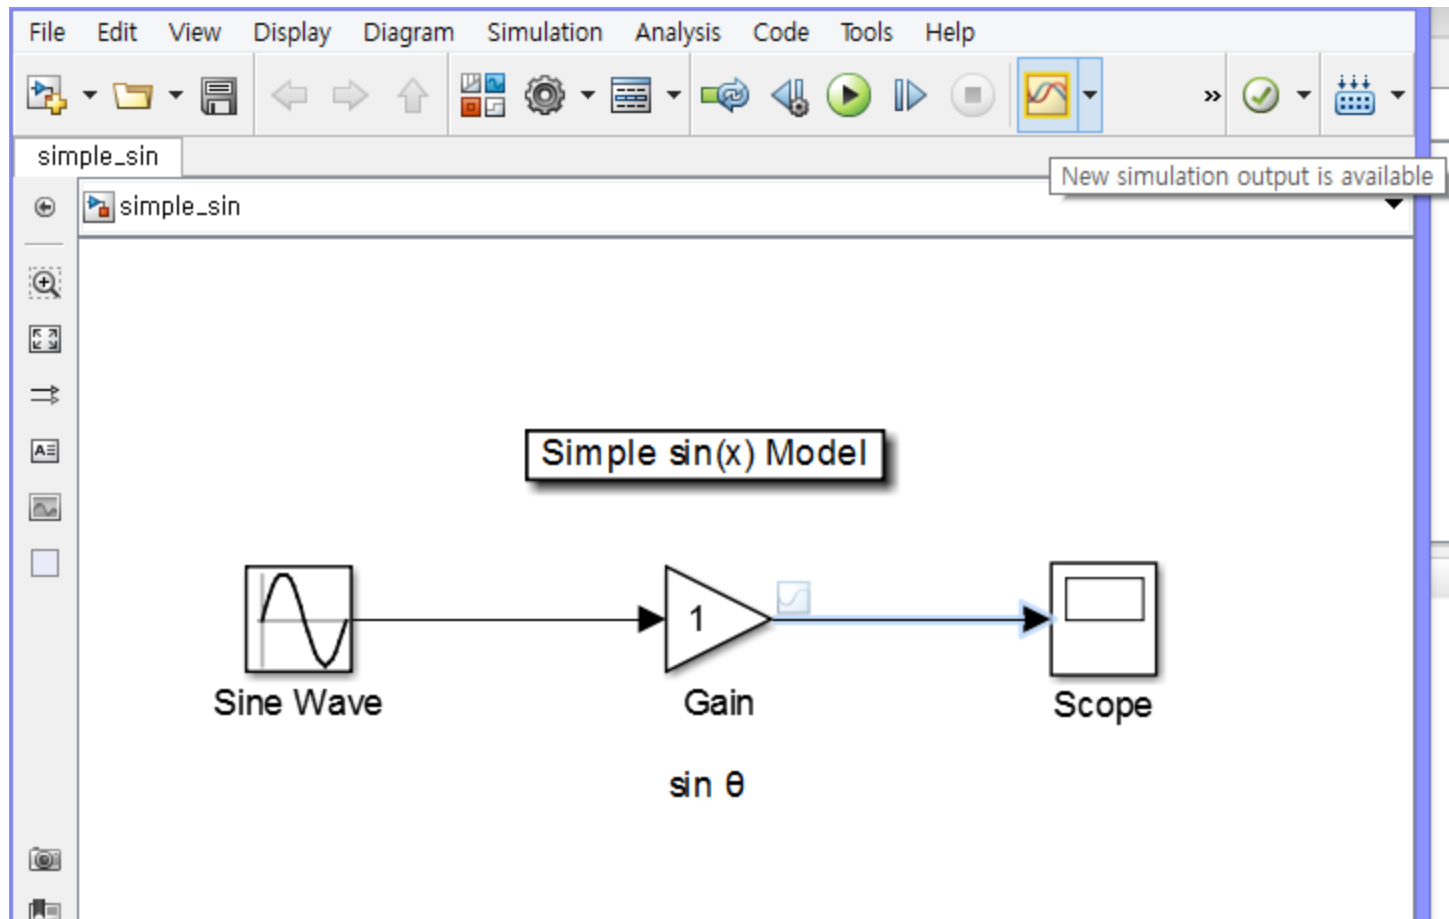 File Edit View Display Diagram Simulation Analysis Code Tools Help
simple_sin
New simulation output is available
simple_sin
Simple sin(x) Model
1
Sine Wave Gain Scope
sin θ